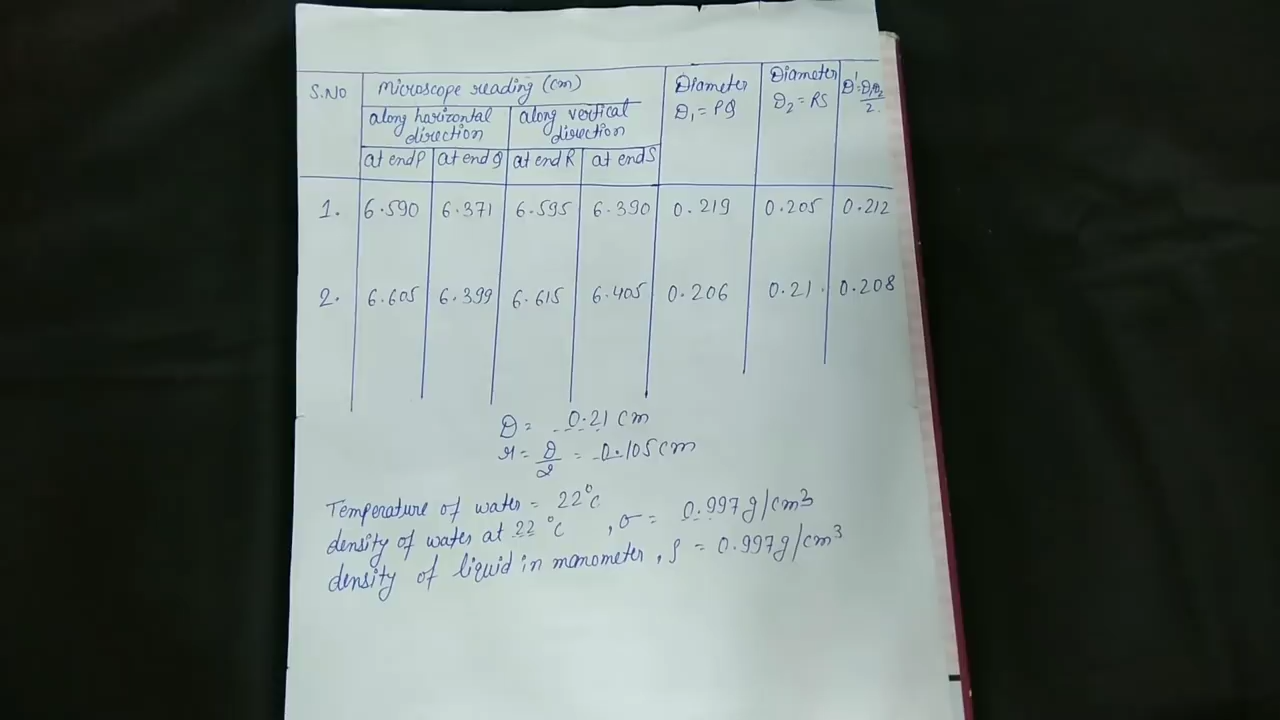 S.NO Microscope reading (cm) Diameter D₁ = PQ Diameter D₂ = RS D' = D₁D₂/2.
along horizontal direction along vertical direction
at end P at end Q at end R at end S
1. 6.590 6.371 6.595 6.390 0.219 0.205 0.212
2. 6.605 6.399 6.615 6.405 0.206 0.21. 0.208
D = 0.21 cm
r = D/2 = 0.105 cm
Temperature of water = 22°C
density of water at 22 °C , σ = 0.997 g/cm³
density of liquid in manometer, ρ = 0.997 g/cm³